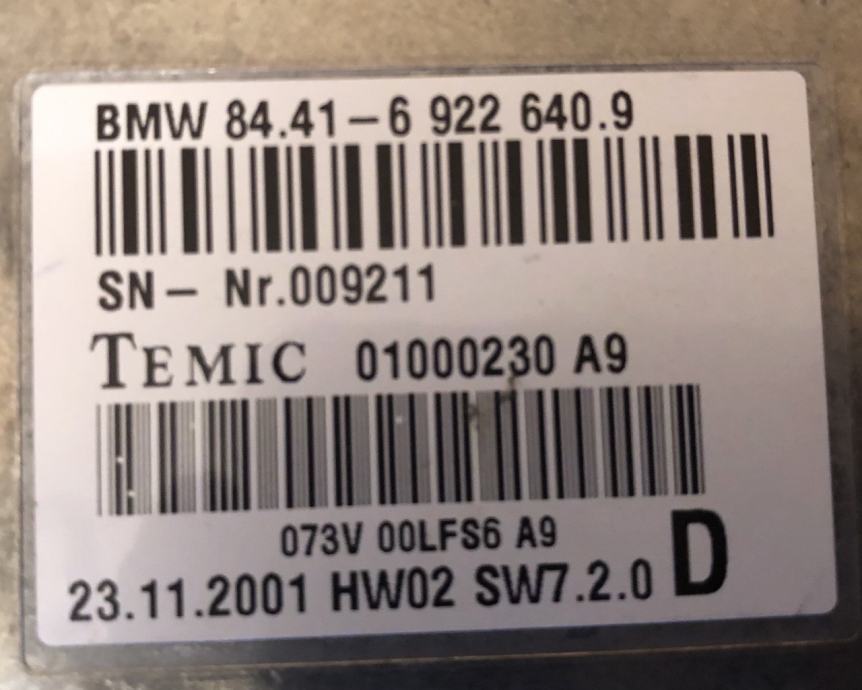 BMW 84.41-6 922 640.9
SN- Nr.009211
TEMIC 01000230 A9
073V 00LFS6 A9
23.11.2001 HW02 SW7.2.0 D